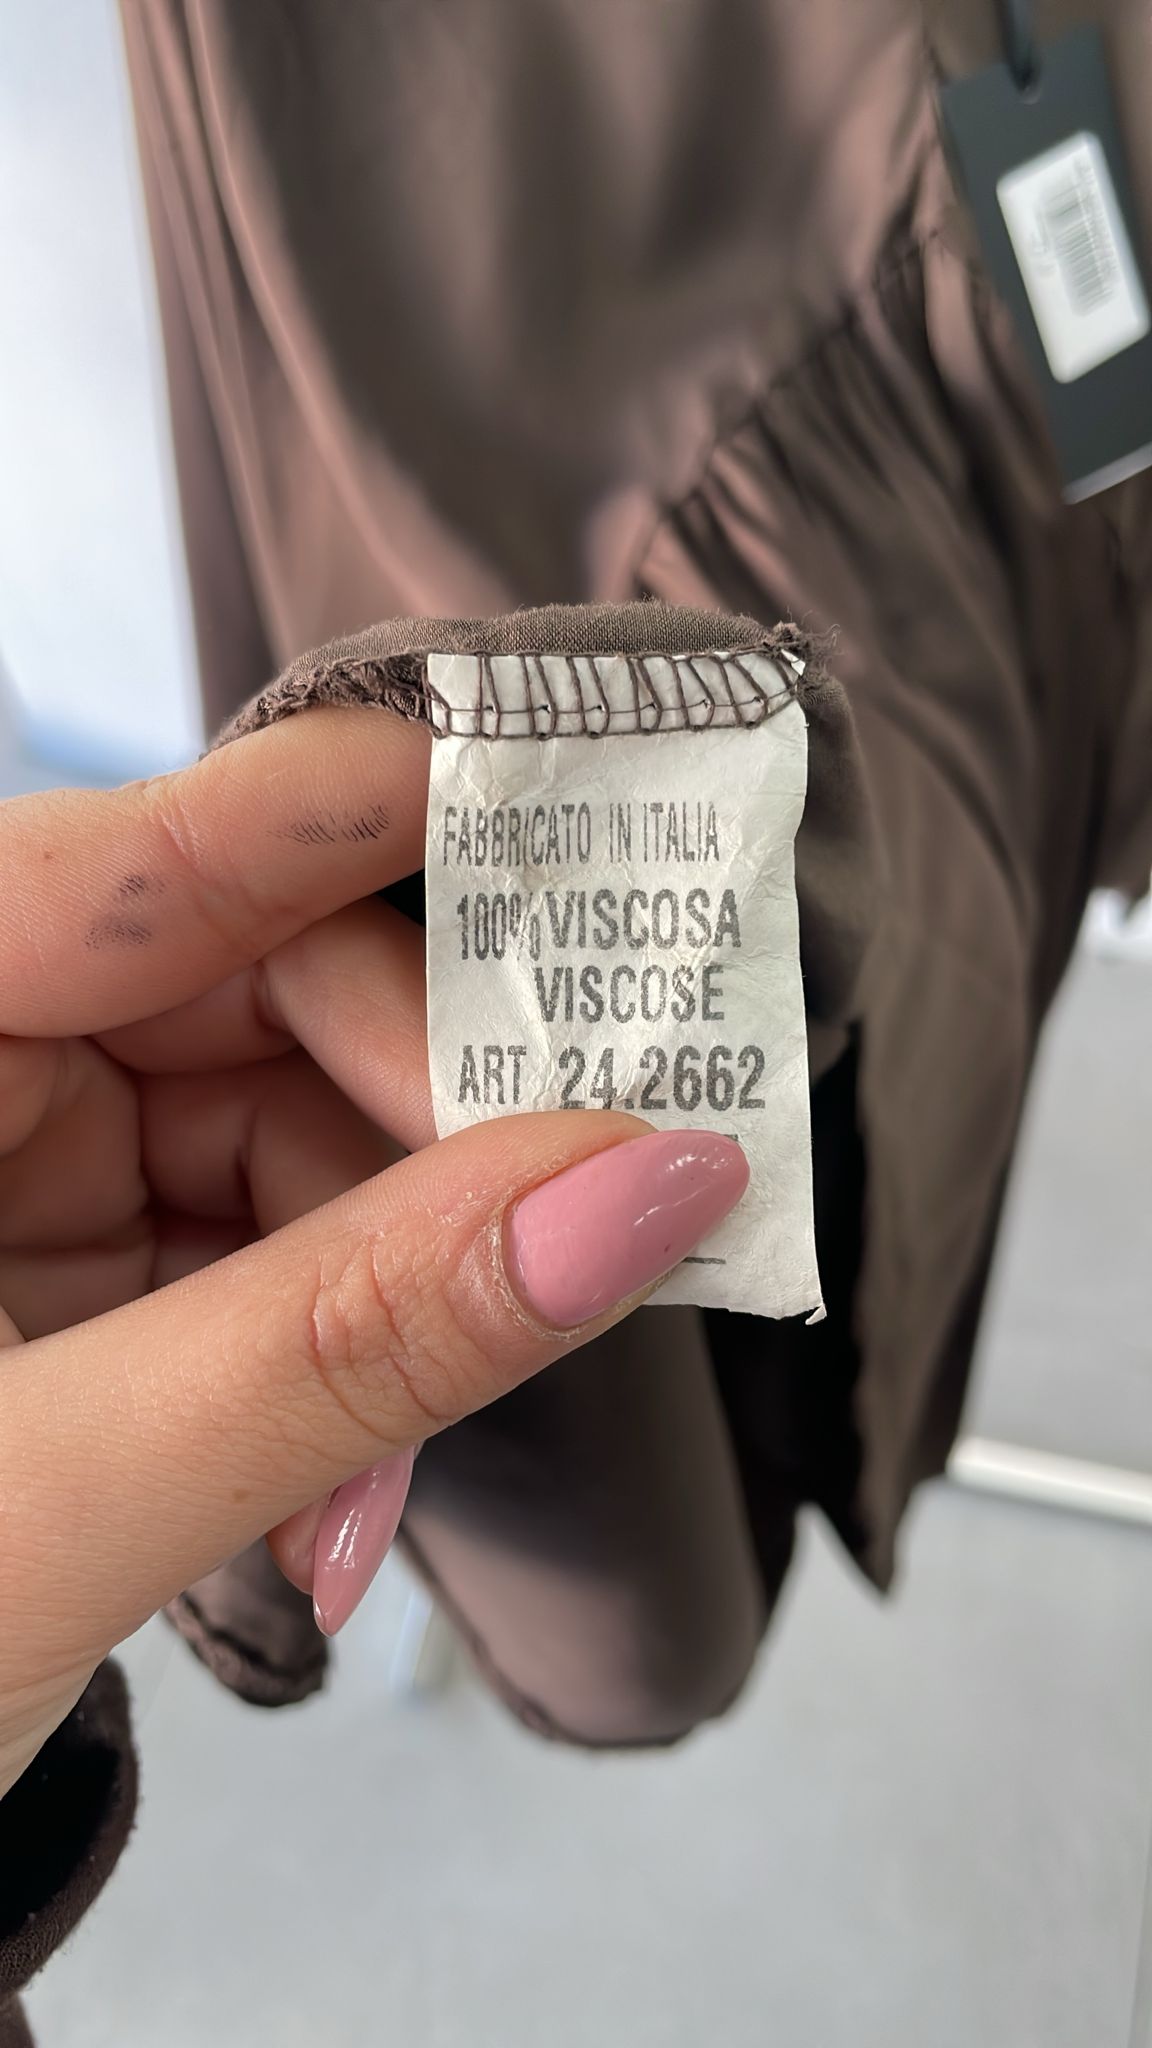 FABBRICATO IN ITALIA
100% VISCOSA
VISCOSE
ART 24.2662